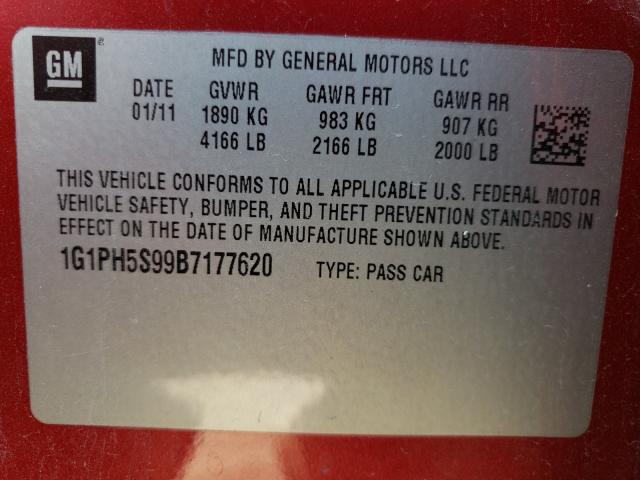 GM
MFD BY GENERAL MOTORS LLC
DATE GVWR GAWR FRT GAWR RR
01/11 1890 KG 983 KG 907 KG
4166 LB 2166 LB 2000 LB
THIS VEHICLE CONFORMS TO ALL APPLICABLE U.S. FEDERAL MOTOR
VEHICLE SAFETY, BUMPER, AND THEFT PREVENTION STANDARDS IN
EFFECT ON THE DATE OF MANUFACTURE SHOWN ABOVE.
1G1PH5S99B7177620 TYPE: PASS CAR